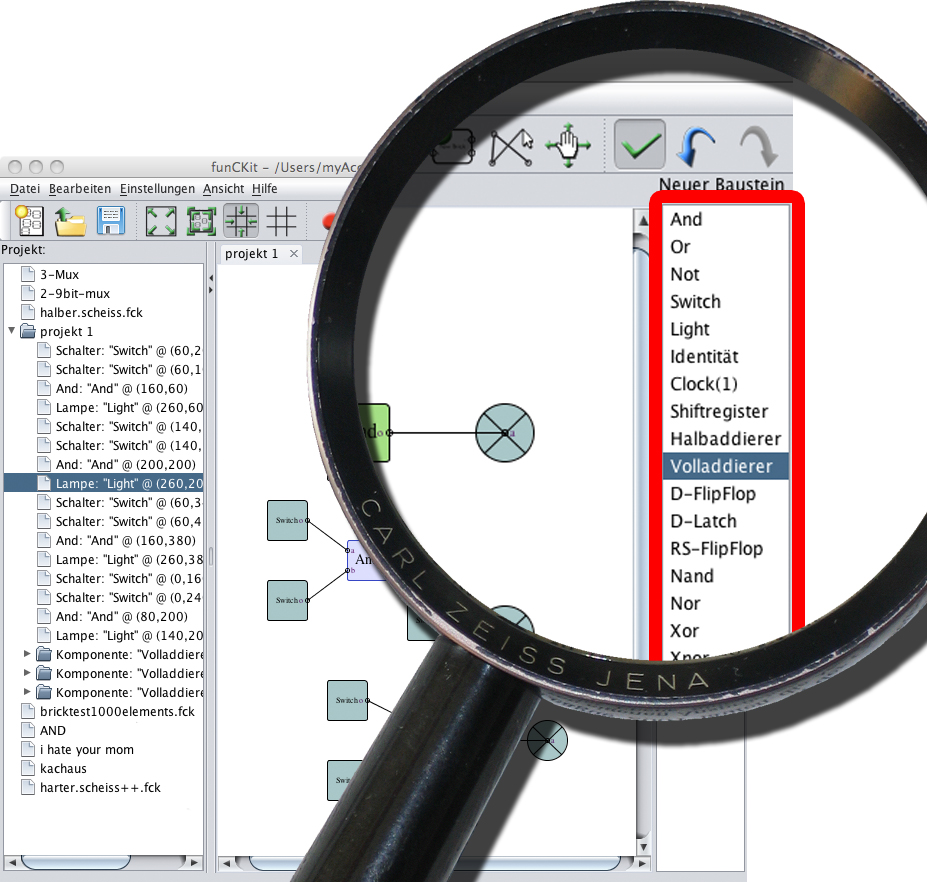 funCKit - /Users/myAcc
Datei Bearbeiten Einstellungen Ansicht Hilfe
Projekt:
3-Mux
2-9bit-mux
halber.scheiss.fck
projekt 1
Schalter: "Switch" @ (60,2
Schalter: "Switch" @ (60,1
And: "And" @ (160,60)
Lampe: "Light" @ (260,60
Schalter: "Switch" @ (140,
Schalter: "Switch" @ (140,
And: "And" @ (200,200)
Lampe: "Light" @ (260,20
Schalter: "Switch" @ (60,3
Schalter: "Switch" @ (60,4
And: "And" @ (160,380)
Lampe: "Light" @ (260,38
Schalter: "Switch" @ (0,16
Schalter: "Switch" @ (0,24
And: "And" @ (80,200)
Lampe: "Light" @ (140,20
Komponente: "Volladdiere
Komponente: "Volladdiere
Komponente: "Volladdiere
bricktest1000elements.fck
AND
i hate your mom
kachaus
harter.scheiss++.fck
projekt 1
nd o
a
Switch o
a
An
b
Switch o
Switch o
a
Switc
Neuer Baustein
And
Or
Not
Switch
Light
Identität
Clock(1)
Shiftregister
Halbaddierer
Volladdierer
D-FlipFlop
D-Latch
RS-FlipFlop
Nand
Nor
Xor
Xnor
CARL ZEISS JENA